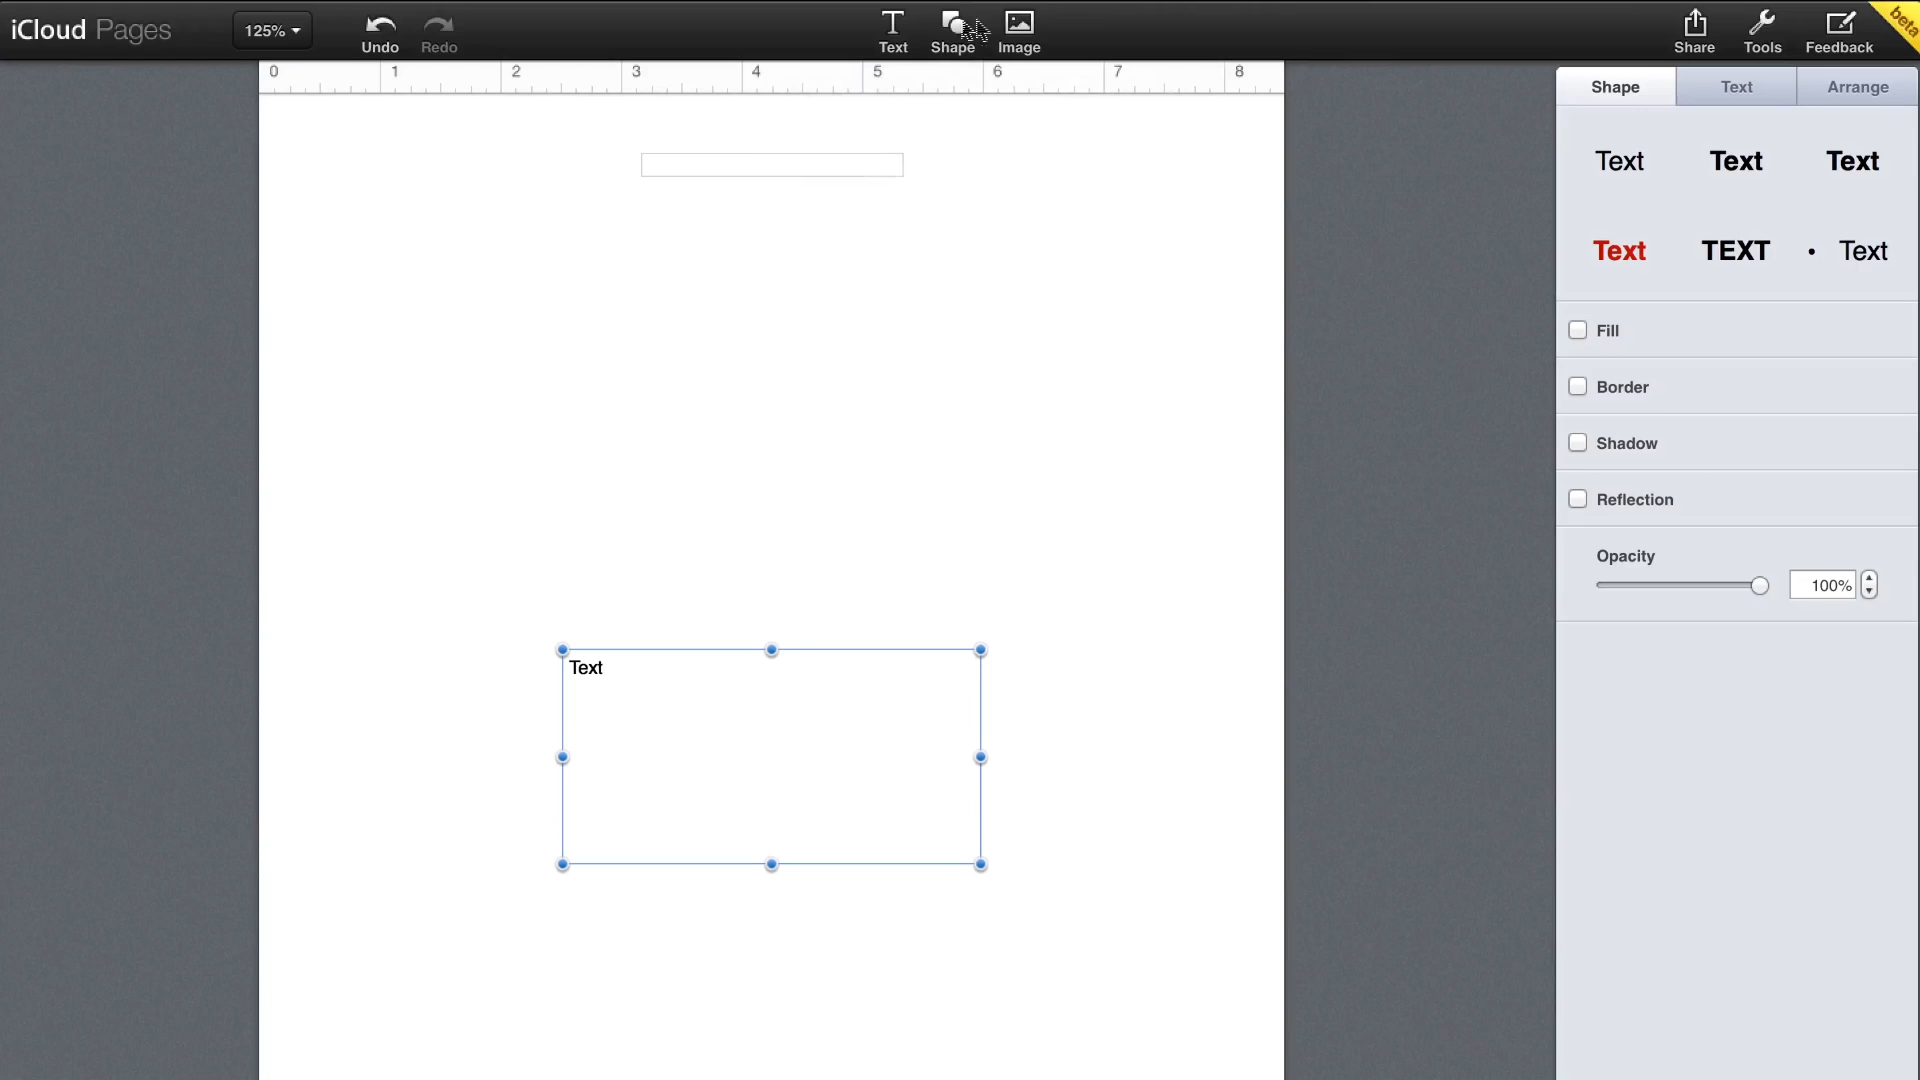 iCloud Pages 125% Undo Redo Text Shape Image Share Tools Feedback beta
0 1 2 3 4 5 6 7 8
Shape Text Arrange
Text Text Text
Text TEXT • Text
Fill
Border
Shadow
Reflection
Opacity
100%
Text